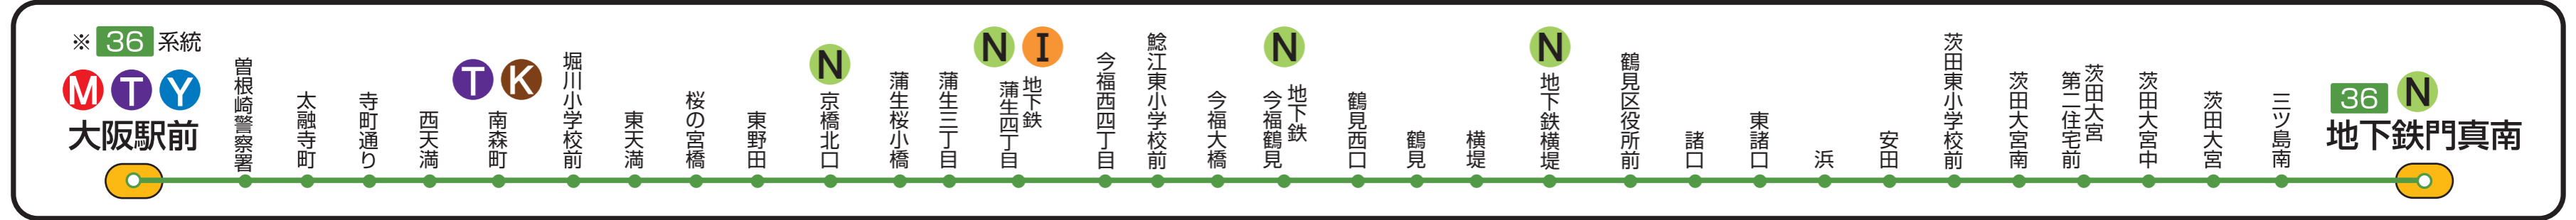 ※ 36 系統
M T Y
大阪駅前
曽根崎警察署
太融寺町
寺町通り
西天満
T K
南森町
堀川小学校前
東天満
桜の宮橋
東野田
N
京橋北口
蒲生桜小橋
蒲生三丁目
N I
地下鉄
蒲生四丁目
今福西四丁目
鯰江東小学校前
今福大橋
N
地下鉄
今福鶴見
鶴見西口
鶴見
横堤
N
地下鉄横堤
鶴見区役所前
諸口
東諸口
浜
安田
茨田東小学校前
茨田大宮南
茨田大宮
第二住宅前
茨田大宮中
茨田大宮
三ツ島南
36 N
地下鉄門真南